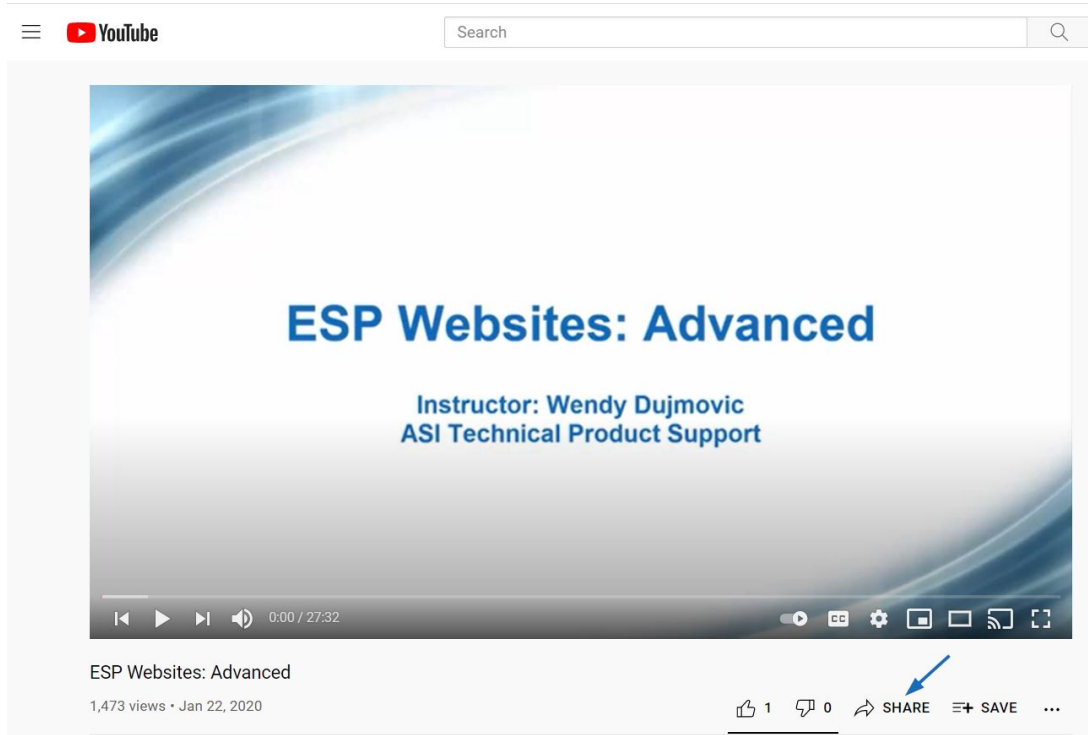 YouTube
Search
ESP Websites: Advanced
Instructor: Wendy Dujmovic
ASI Technical Product Support
0:00 / 27:32
CC
ESP Websites: Advanced
1,473 views • Jan 22, 2020
1 0 SHARE SAVE